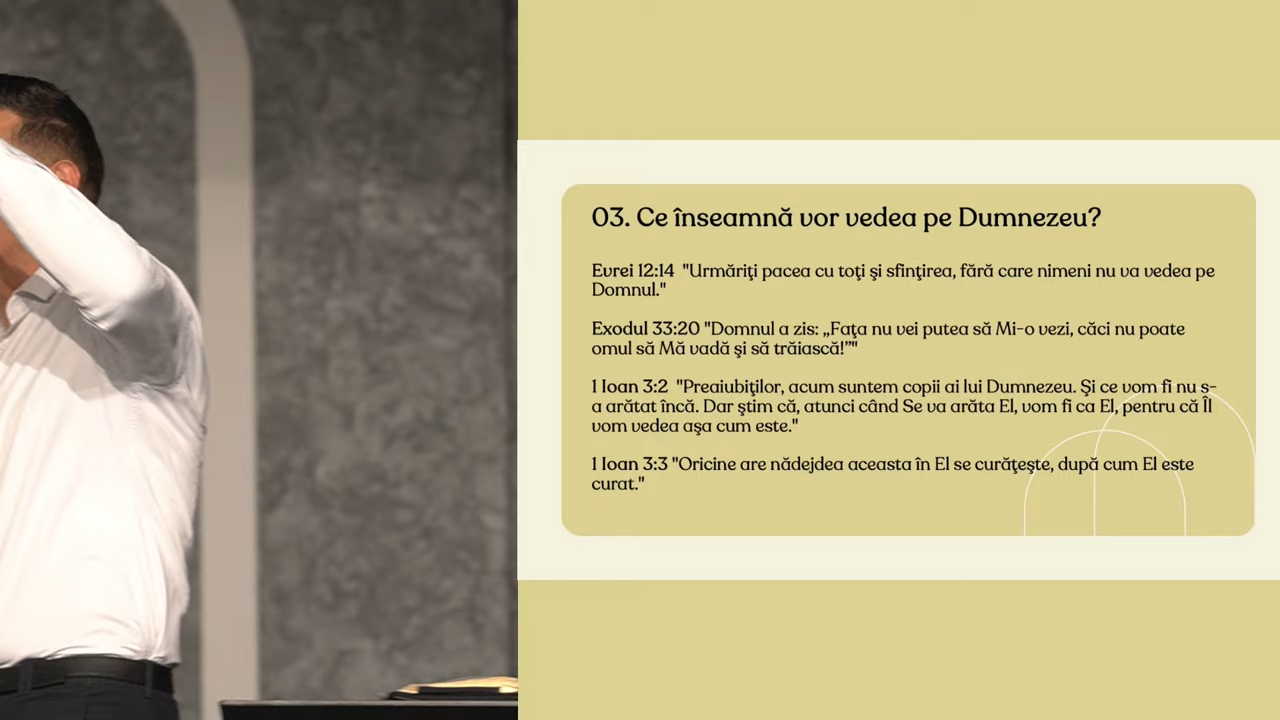 03. Ce înseamnă vor vedea pe Dumnezeu?
Evrei 12:14 "Urmăriţi pacea cu toţi şi sfinţirea, fără care nimeni nu va vedea pe
Domnul."
Exodul 33:20 "Domnul a zis: „Faţa nu vei putea să Mi-o vezi, căci nu poate
omul să Mă vadă şi să trăiască!”"
1 Ioan 3:2 "Preaiubiţilor, acum suntem copii ai lui Dumnezeu. Şi ce vom fi nu s-
a arătat încă. Dar ştim că, atunci când Se va arăta El, vom fi ca El, pentru că Îl
vom vedea aşa cum este."
1 Ioan 3:3 "Oricine are nădejdea aceasta în El se curăţeşte, după cum El este
curat."